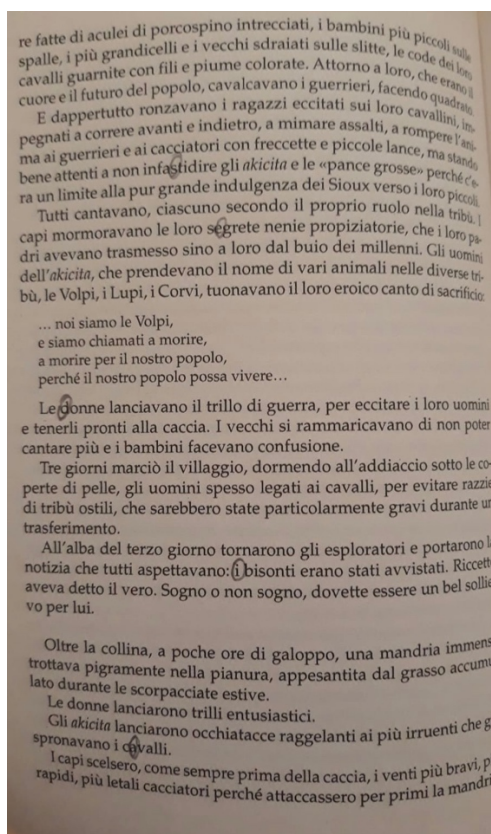 re fatte di aculei di porcospino intrecciati, i bambini più piccoli sulle
spalle, i più grandicelli e i vecchi sdraiati sulle slitte, le code dei loro
cavalli guarnite con fili e piume colorate. Attorno a loro, che erano il
cuore e il futuro del popolo, cavalcavano i guerrieri, facendo quadrato.
E dappertutto ronzavano i ragazzi eccitati sui loro cavallini, im-
pegnati a correre avanti e indietro, a mimare assalti, a rompere l'ani-
ma ai guerrieri e ai cacciatori con freccette e piccole lance, ma stando
bene attenti a non infastidire gli akicita e le «pance grosse» perché c'e-
ra un limite alla pur grande indulgenza dei Sioux verso i loro piccoli.
Tutti cantavano, ciascuno secondo il proprio ruolo nella tribù. I
capi mormoravano le loro segrete nenie propiziatorie, che i loro pa-
dri avevano trasmesso sino a loro dal buio dei millenni. Gli uomini
dell'akicita, che prendevano il nome di vari animali nelle diverse tri-
bù, le Volpi, i Lupi, i Corvi, tuonavano il loro eroico canto di sacrificio:
… noi siamo le Volpi,
e siamo chiamati a morire,
a morire per il nostro popolo,
perché il nostro popolo possa vivere…
Le donne lanciavano il trillo di guerra, per eccitare i loro uomini
e tenerli pronti alla caccia. I vecchi si rammaricavano di non poter
cantare più e i bambini facevano confusione.
Tre giorni marciò il villaggio, dormendo all'addiaccio sotto le co-
perte di pelle, gli uomini spesso legati ai cavalli, per evitare razzie
di tribù ostili, che sarebbero state particolarmente gravi durante un
trasferimento.
All'alba del terzo giorno tornarono gli esploratori e portarono la
notizia che tutti aspettavano: i bisonti erano stati avvistati. Riccett
aveva detto il vero. Sogno o non sogno, dovette essere un bel sollie
vo per lui.
Oltre la collina, a poche ore di galoppo, una mandria immens
trottava pigramente nella pianura, appesantita dal grasso accumu
lato durante le scorpacciate estive.
Le donne lanciarono trilli entusiastici.
Gli akicita lanciarono occhiatacce raggelanti ai più irruenti che g
spronavano i cavalli.
I capi scelsero, come sempre prima della caccia, i venti più bravi, p
rapidi, più letali cacciatori perché attaccassero per primi la mandri